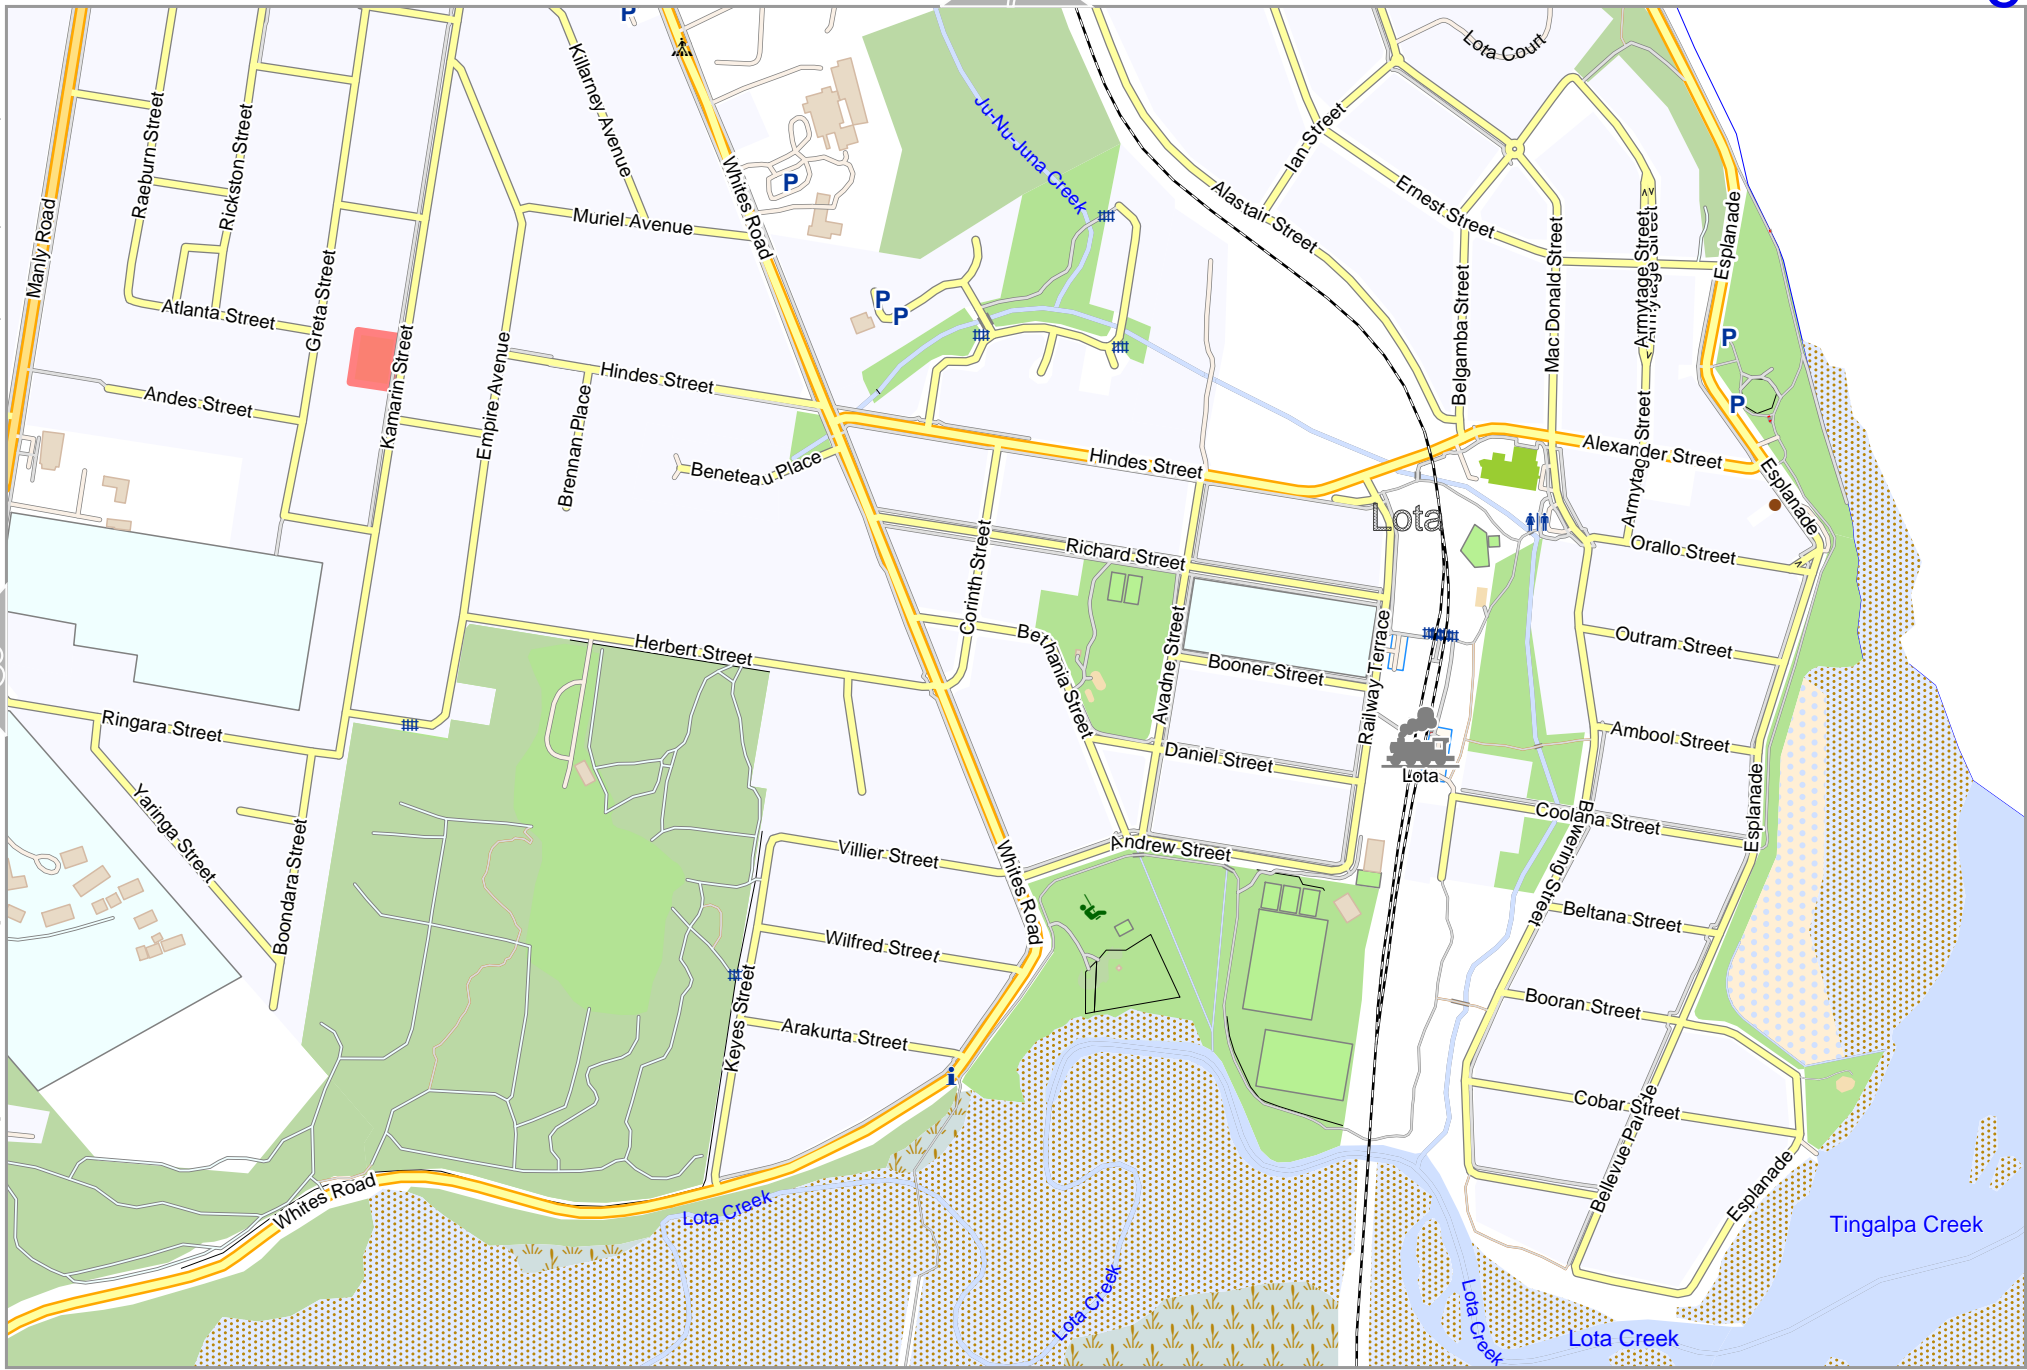 P
Lota Court
Killarney Avenue
Ju-Nu-Juna Creek
Raeburn Street
Rickston Street
Ian Street
Whites Road
P
Ernest Street
Alastair Street
Muriel Avenue
Manly Road
Esplanade
Armytage Street
Armytage Street
Mac Donald Street
Greta Street
Belgamba Street
P
P
Atlanta Street
P
Kamarin Street
Empire Avenue
Hindes Street
Andes Street
Brennan Place
P
Armytage Street
Alexander Street
Hindes Street
Beneteau Place
Esplanade
Lota
Richard Street
Orallo Street
Corinth Street
Bethania Street
Avadne Street
Herbert Street
Outram Street
Booner Street
Railway Terrace
Ringara Street
Ambool Street
Daniel Street
Lota
Esplanade
Coolana Street
Bowering Street
Yaringa Street
Villier Street
Andrew Street
Boondara Street
Whites Road
Beltana Street
Wilfred Street
Booran Street
Keyes Street
Arakurta Street
i
Cobar Street
Bellevue Parade
Esplanade
Whites Road
Lota Creek
Tingalpa Creek
Lota Creek
Lota Creek
Lota Creek